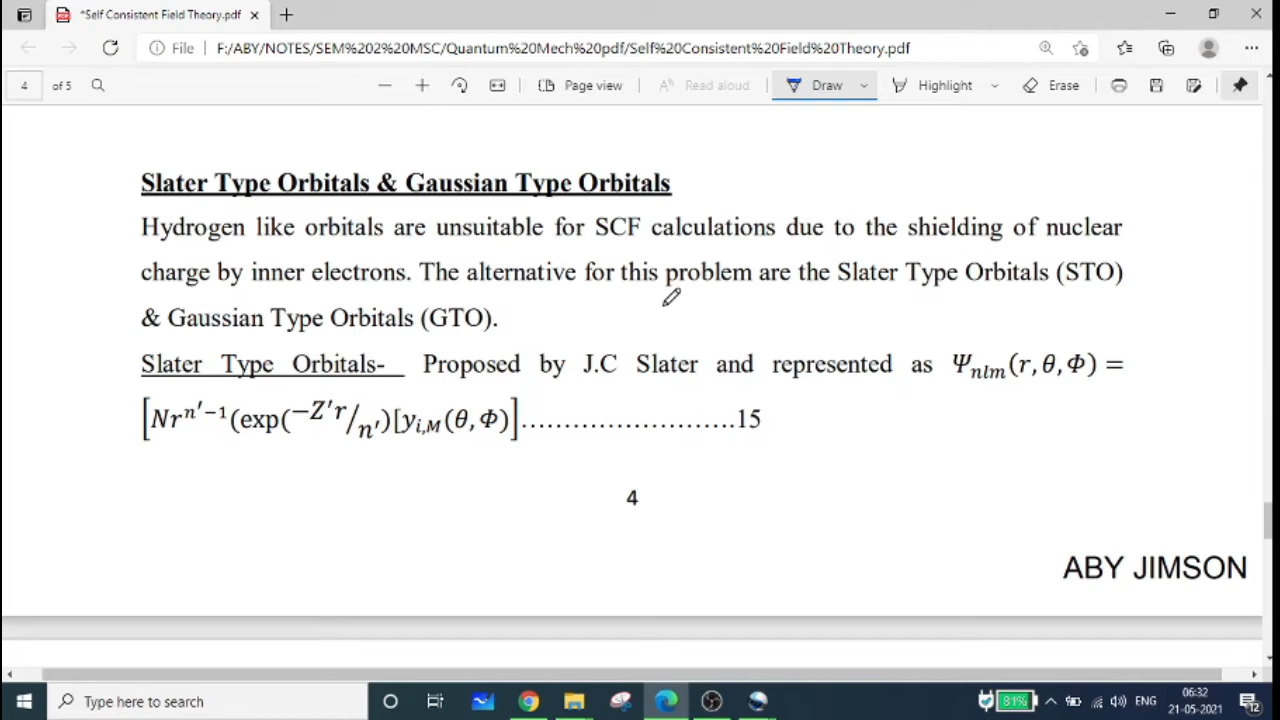 *Self Consistent Field Theory.pdf
File | F:/ABY/NOTES/SEM%202%20MSC/Quantum%20Mech%20pdf/Self%20Consistent%20Field%20Theory.pdf
4 of 5 Page view Read aloud Draw Highlight Erase
Slater Type Orbitals & Gaussian Type Orbitals
Hydrogen like orbitals are unsuitable for SCF calculations due to the shielding of nuclear
charge by inner electrons. The alternative for this problem are the Slater Type Orbitals (STO)
& Gaussian Type Orbitals (GTO).
Slater Type Orbitals- Proposed by J.C Slater and represented as Ψnlm(r, θ, Φ) =
[Nr^n′−1(exp(−Z′r/n′)[yi,M(θ, Φ)]……………………..15
4
ABY JIMSON
Type here to search
81%
ENG
06:32
21-05-2021
12